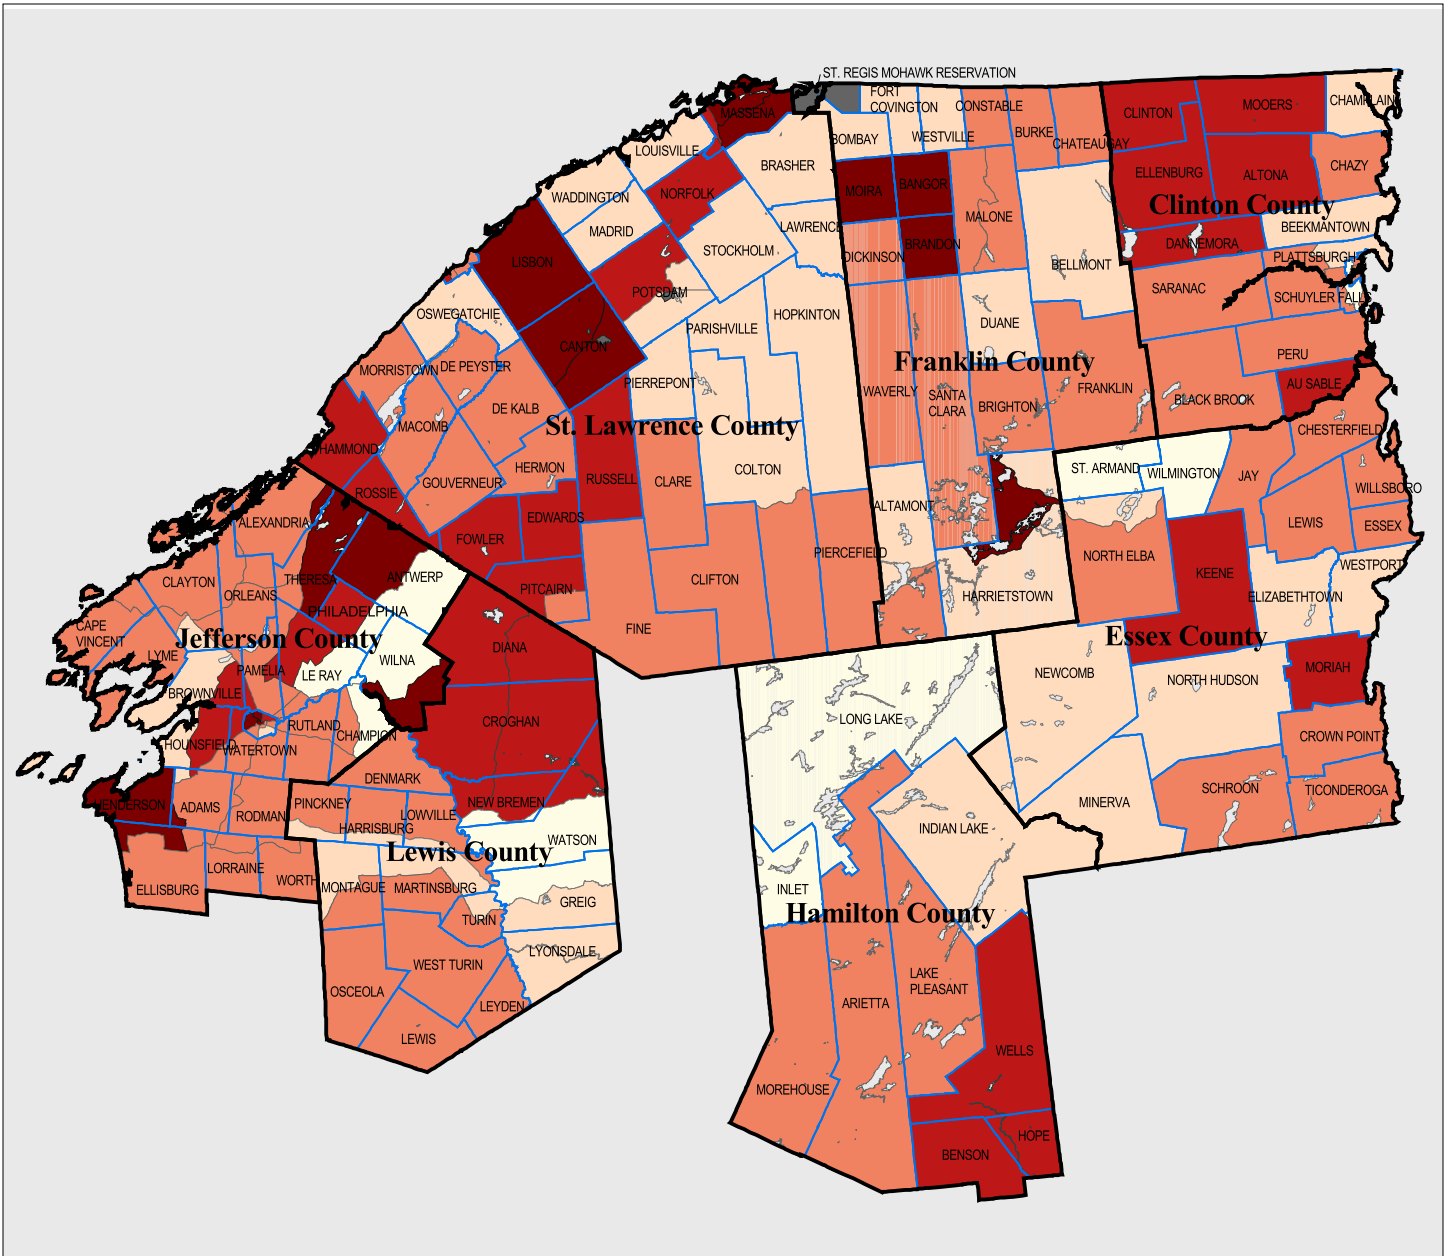 ST. REGIS MOHAWK RESERVATION
FORT
COVINGTON
CONSTABLE
CHAMPLAIN
CLINTON
MOOERS
MASSENA
BOMBAY
WESTVILLE
BURKE
CHATEAUGAY
LOUISVILLE
BRASHER
CHAZY
ELLENBURG
ALTONA
MOIRA
BANGOR
WADDINGTON
NORFOLK
Clinton County
MALONE
LAWRENCE
BEEKMANTOWN
MADRID
STOCKHOLM
BRANDON
DANNEMORA
DICKINSON
PLATTSBURGH
LISBON
BELLMONT
SARANAC
POTSDAM
SCHUYLER FALLS
OSWEGATCHIE
HOPKINTON
DUANE
PARISHVILLE
CANTON
PERU
Franklin County
MORRISTOWN
DE PEYSTER
PIERREPONT
WAVERLY
SANTA
CLARA
FRANKLIN
AU SABLE
BRIGHTON
BLACK BROOK
DE KALB
St. Lawrence County
MACOMB
CHESTERFIELD
HAMMOND
HERMON
COLTON
ST. ARMAND
WILMINGTON
JAY
RUSSELL
CLARE
GOUVERNEUR
WILLSBORO
ROSSIE
ALTAMONT
EDWARDS
LEWIS
ESSEX
ALEXANDRIA
FOWLER
PIERCEFIELD
NORTH ELBA
WESTPORT
KEENE
ANTWERP
THERESA
CLIFTON
CLAYTON
ORLEANS
PITCAIRN
HARRIETSTOWN
ELIZABETHTOWN
PHILADELPHIA
CAPE
VINCENT
Jefferson County
FINE
Essex County
DIANA
LYME
WILNA
PAMELIA
LE RAY
MORIAH
NEWCOMB
NORTH HUDSON
BROWNVILLE
CROGHAN
LONG LAKE
RUTLAND
CHAMPION
CROWN POINT
HOUNSFIELD
WATERTOWN
DENMARK
SCHROON
TICONDEROGA
HENDERSON
ADAMS
PINCKNEY
NEW BREMEN
MINERVA
RODMAN
LOWVILLE
HARRISBURG
INDIAN LAKE
WATSON
Lewis County
LORRAINE
WORTH
MONTAGUE
MARTINSBURG
ELLISBURG
INLET
GREIG
Hamilton County
TURIN
LYONSDALE
WEST TURIN
LAKE
PLEASANT
OSCEOLA
ARIETTA
LEYDEN
LEWIS
WELLS
MOREHOUSE
HOPE
BENSON